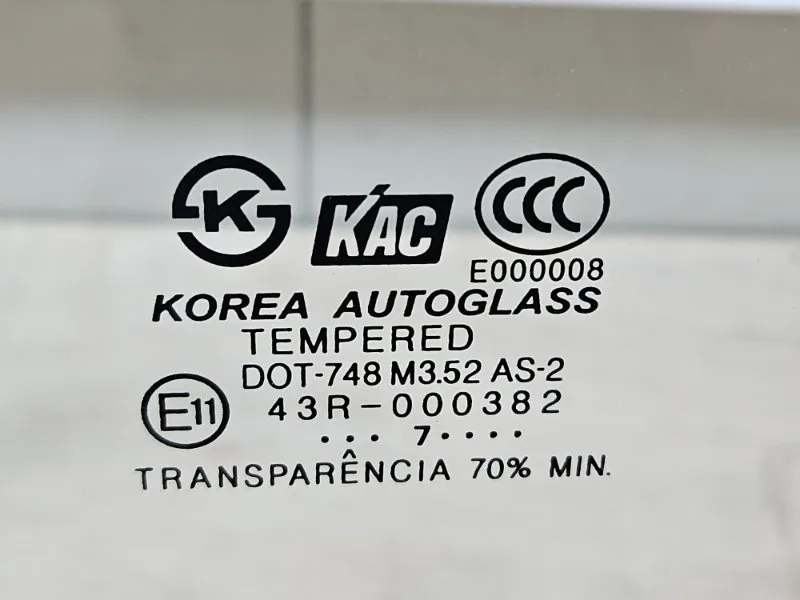 KS KAC CCC
E000008
KOREA AUTOGLASS
TEMPERED
DOT-748 M3.52 AS-2
E11 43R-000382
... 7....
TRANSPARÊNCIA 70% MIN.